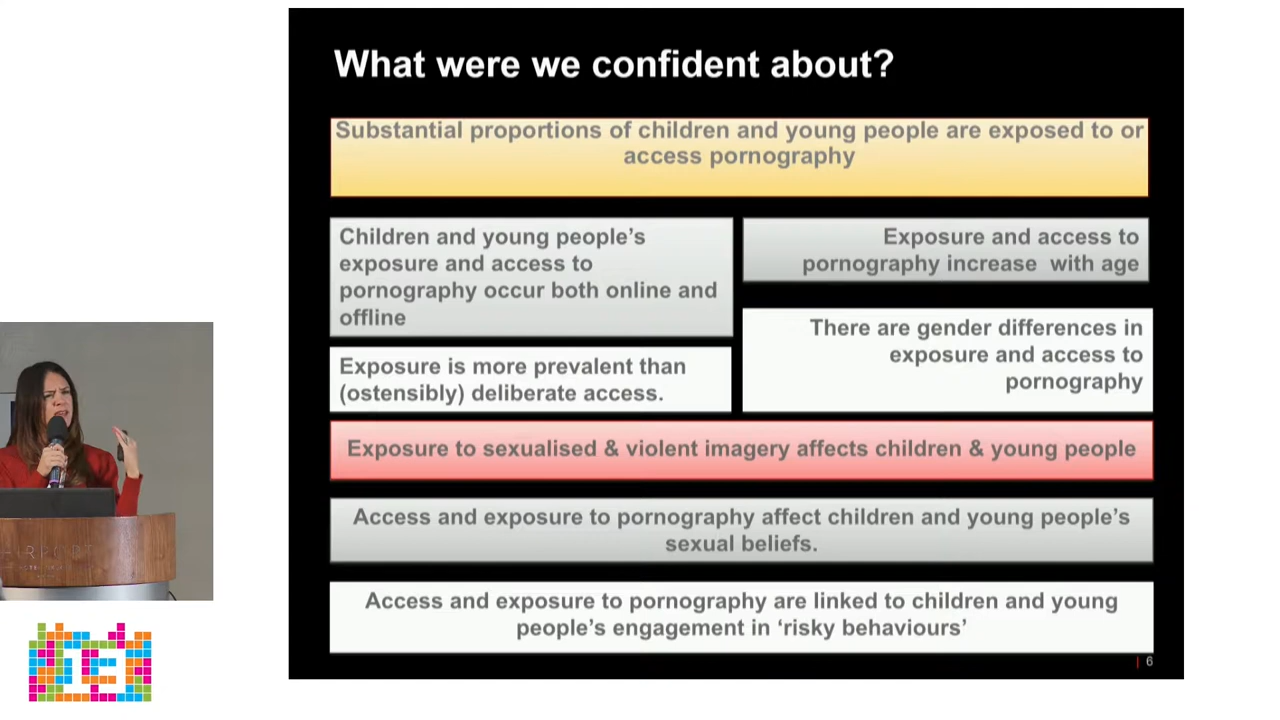 What were we confident about?
Substantial proportions of children and young people are exposed to or
access pornography
Children and young people’s
exposure and access to
pornography occur both online and
offline
Exposure is more prevalent than
(ostensibly) deliberate access.
Exposure and access to
pornography increase  with age
There are gender differences in
exposure and access to
pornography
Exposure to sexualised & violent imagery affects children & young people
Access and exposure to pornography affect children and young people’s
sexual beliefs.
Access and exposure to pornography are linked to children and young
people’s engagement in ‘risky behaviours’
6